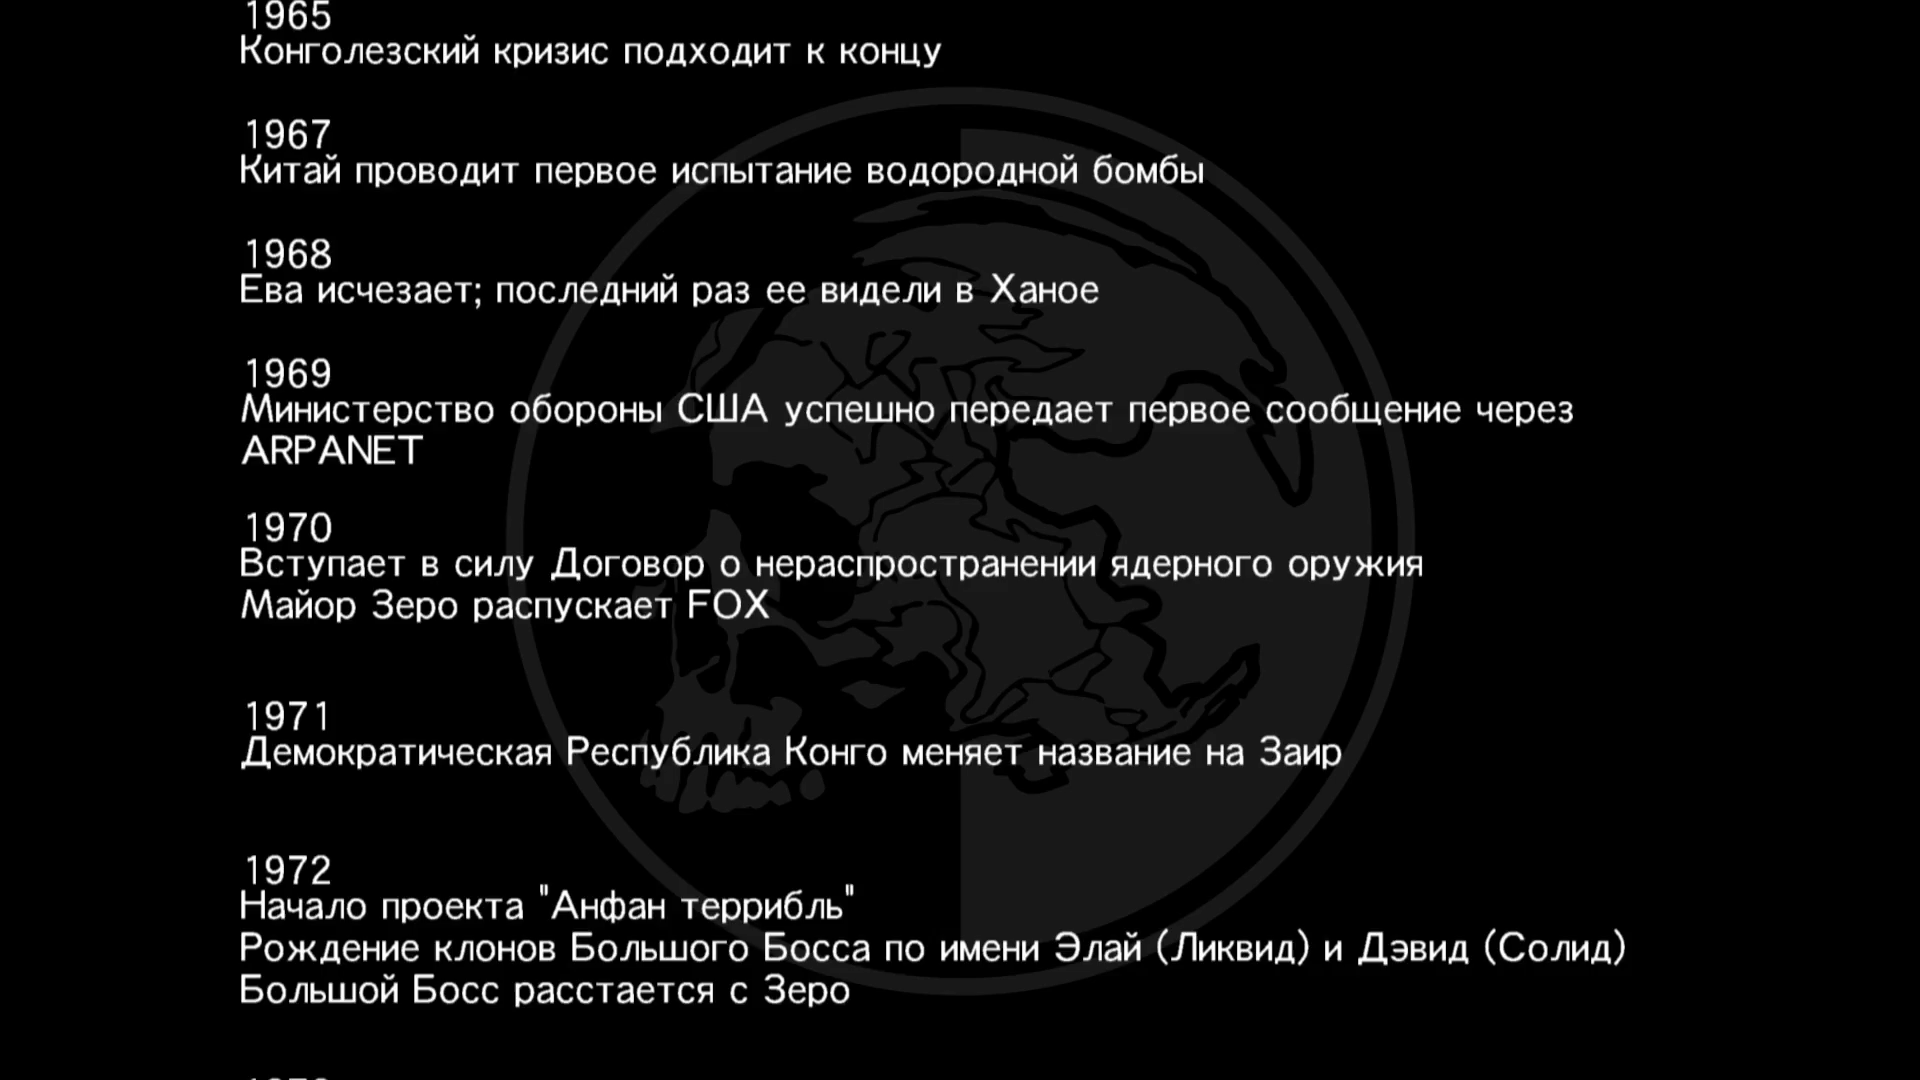 1965
Конголезский кризис подходит к концу
1967
Китай проводит первое испытание водородной бомбы
1968
Ева исчезает; последний раз ее видели в Ханое
1969
Министерство обороны США успешно передает первое сообщение через
ARPANET
1970
Вступает в силу Договор о нераспространении ядерного оружия
Майор Зеро распускает FOX
1971
Демократическая Республика Конго меняет название на Заир
1972
Начало проекта "Анфан террибль"
Рождение клонов Большого Босса по имени Элай (Ликвид) и Дэвид (Солид)
Большой Босс расстается с Зеро